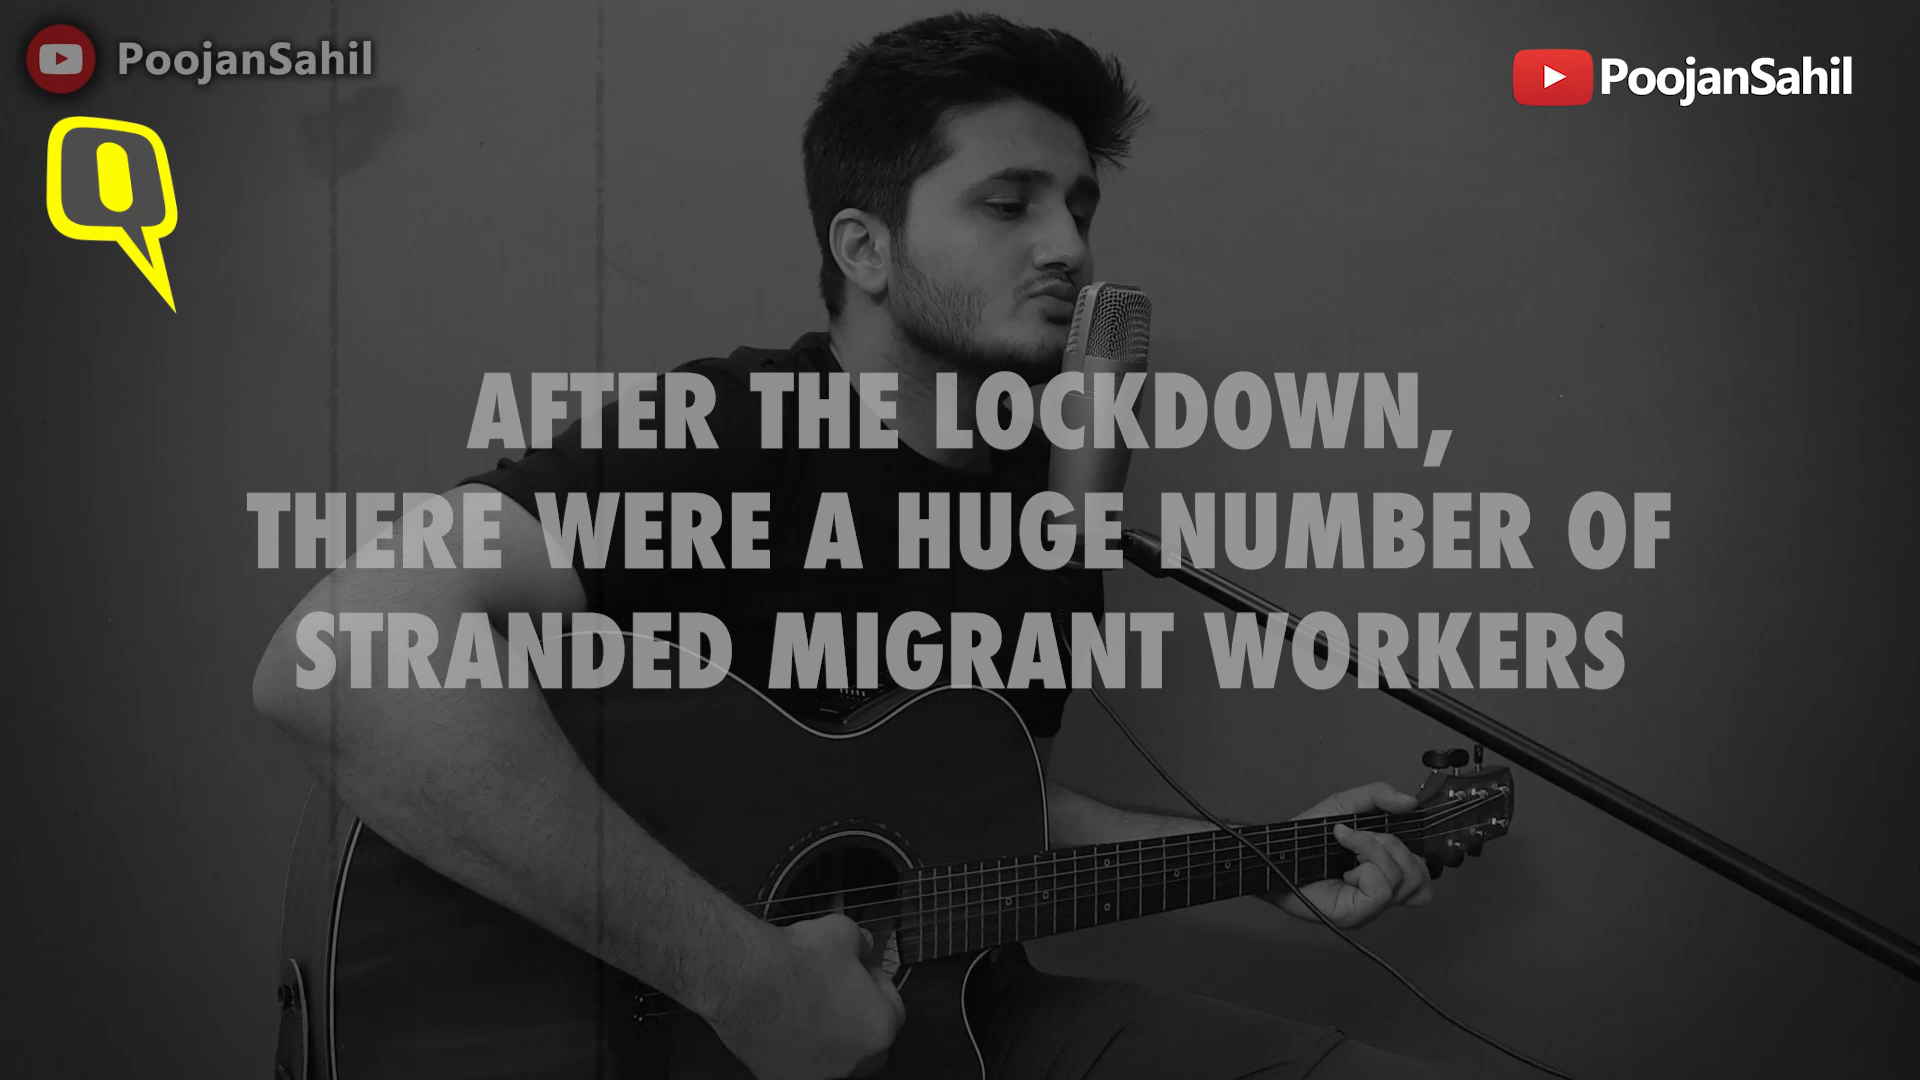 PoojanSahil
PoojanSahil
AFTER THE LOCKDOWN,
THERE WERE A HUGE NUMBER OF
STRANDED MIGRANT WORKERS